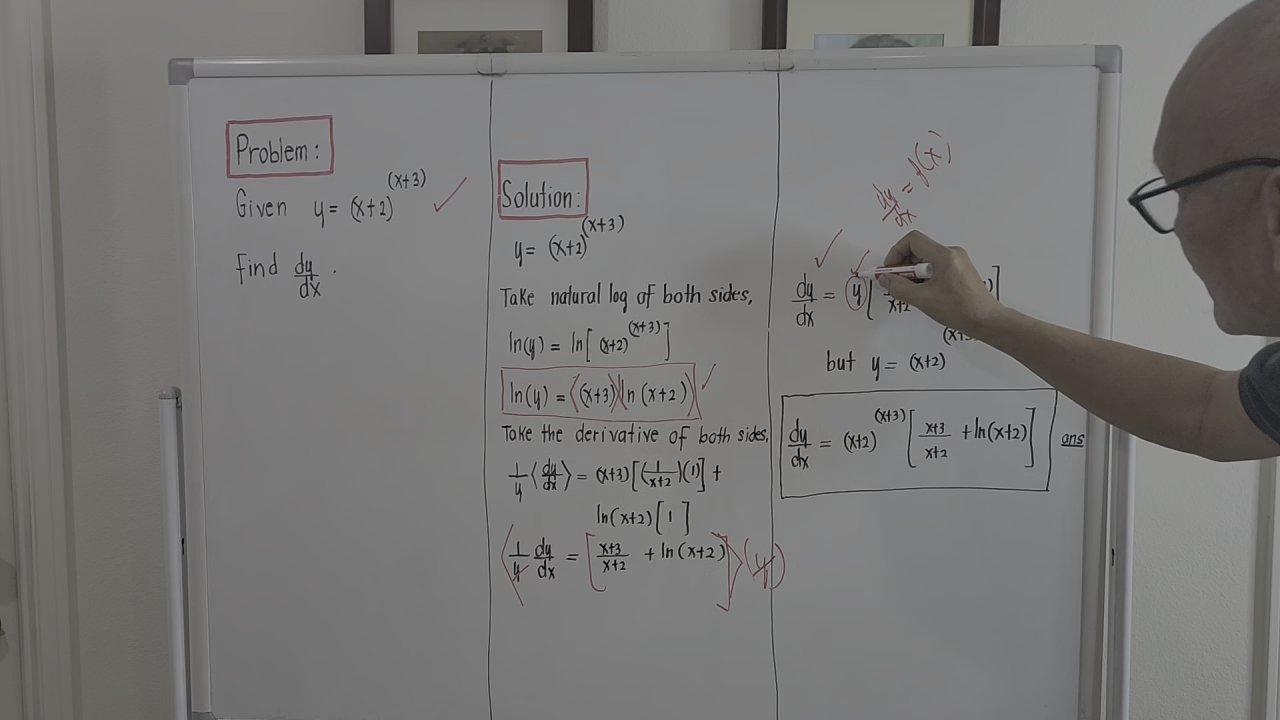 Problem:
Given y = (x+2)^(x+3)
Find dy/dx.
Solution:
y = (x+2)^(x+3)
Take natural log of both sides,
ln(y) = ln[(x+2)^(x+3)]
ln(y) = ⟨(x+3)⟩⟨ln(x+2)⟩
Take the derivative of both sides,
1/y ⟨dy/dx⟩ = (x+3)[(1/(x+2))(1)] +
ln(x+2)[1]
⟨1/y dy/dx = [(x+3)/(x+2) + ln(x+2)]⟩(y)
dy/dx = f(x)
dy/dx = y[ x+2 ]
but y = (x+2)^(x+3)
dy/dx = (x+2)^(x+3) [(x+3)/(x+2) + ln(x+2)] ans